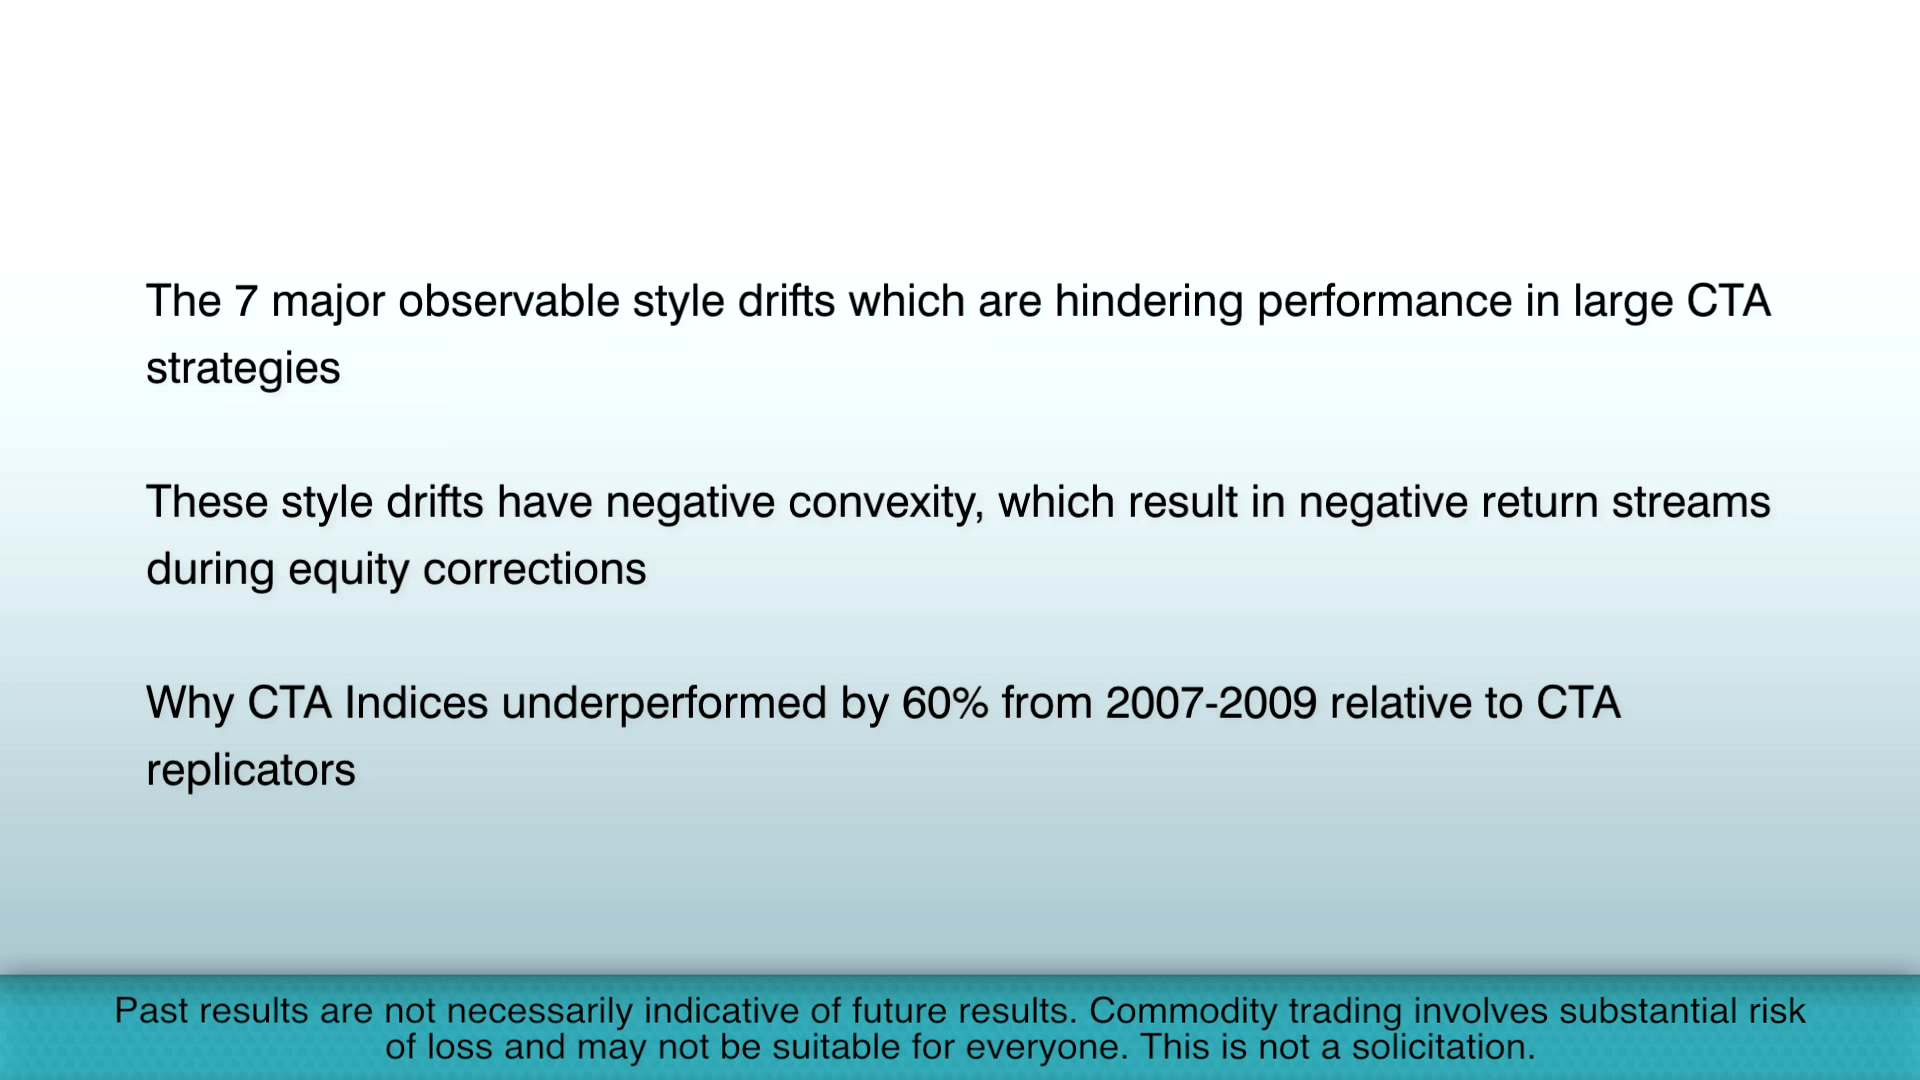 The 7 major observable style drifts which are hindering performance in large CTA
strategies
These style drifts have negative convexity, which result in negative return streams
during equity corrections
Why CTA Indices underperformed by 60% from 2007-2009 relative to CTA
replicators
Past results are not necessarily indicative of future results. Commodity trading involves substantial risk
of loss and may not be suitable for everyone. This is not a solicitation.